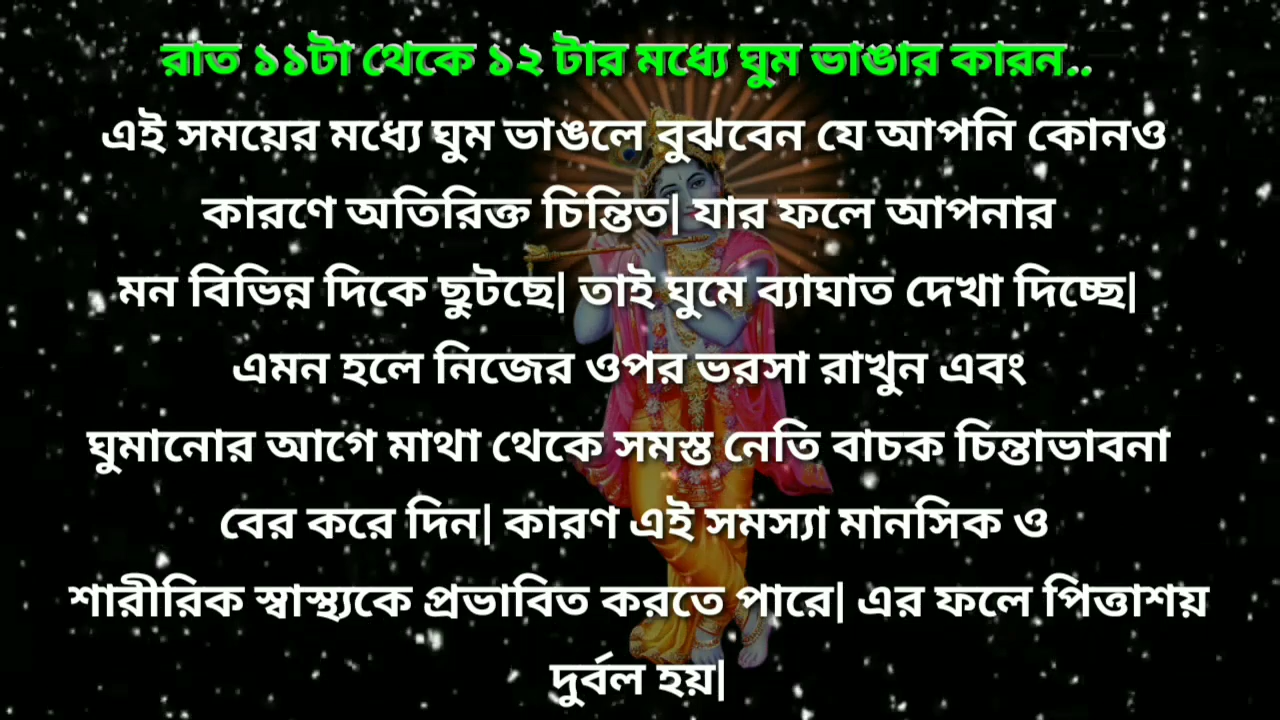 রাত ১১টা থেকে ১২ টার মধ্যে ঘুম ভাঙার কারন..
এই সময়ের মধ্যে ঘুম ভাঙলে বুঝবেন যে আপনি কোনও
কারণে অতিরিক্ত চিন্তিত| যার ফলে আপনার
মন বিভিন্ন দিকে ছুটছে| তাই ঘুমে ব্যাঘাত দেখা দিচ্ছে|
এমন হলে নিজের ওপর ভরসা রাখুন এবং
ঘুমানোর আগে মাথা থেকে সমস্ত নেতি বাচক চিন্তাভাবনা
বের করে দিন| কারণ এই সমস্যা মানসিক ও
শারীরিক স্বাস্থ্যকে প্রভাবিত করতে পারে| এর ফলে পিত্তাশয়
দুর্বল হয়|